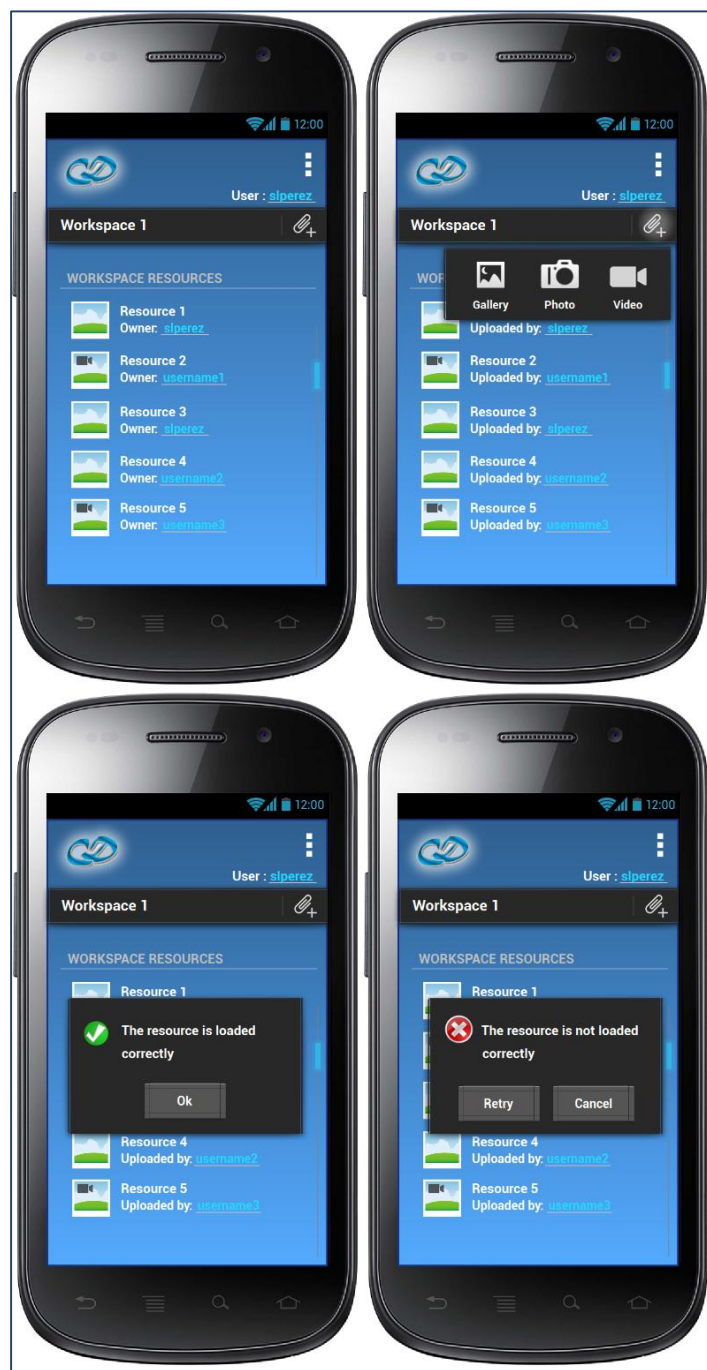 12:00
User : slperez
Workspace 1
WORKSPACE RESOURCES
Resource 1
Owner: slperez
Resource 2
Owner: username1
Resource 3
Owner: slperez
Resource 4
Owner: username2
Resource 5
Owner: username3
12:00
User : slperez
Workspace 1
Gallery Photo Video
WOR
Uploaded by: slperez
Resource 2
Uploaded by: username1
Resource 3
Uploaded by: slperez
Resource 4
Uploaded by: username2
Resource 5
Uploaded by: username3
12:00
User : slperez
Workspace 1
WORKSPACE RESOURCES
Resource 1
The resource is loaded
correctly
Ok
Resource 4
Uploaded by: username2
Resource 5
Uploaded by: username3
12:00
User : slperez
Workspace 1
WORKSPACE RESOURCES
Resource 1
The resource is not loaded
correctly
Retry Cancel
Resource 4
Uploaded by: username2
Resource 5
Uploaded by: username3